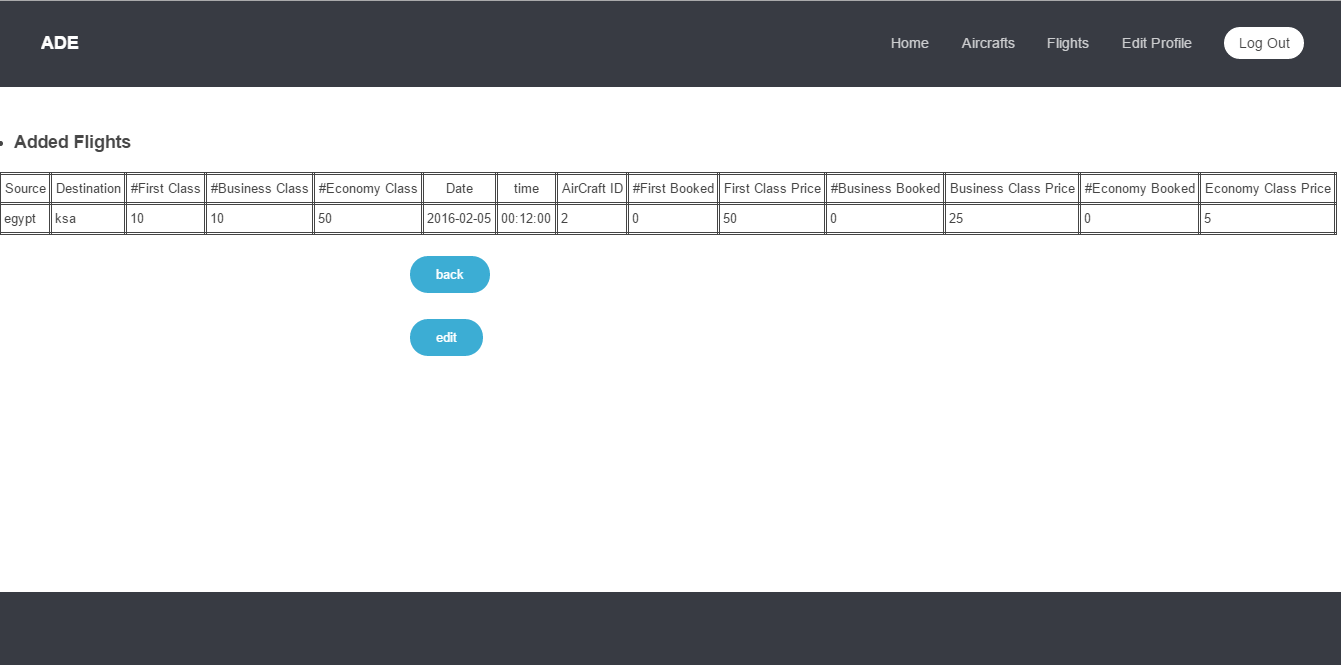 ADE Home Aircrafts Flights Edit Profile Log Out
Added Flights
Source Destination #First Class #Business Class #Economy Class Date time AirCraft ID #First Booked First Class Price #Business Booked Business Class Price #Economy Booked Economy Class Price
egypt ksa 10 10 50 2016-02-05 00:12:00 2 0 50 0 25 0 5
back
edit